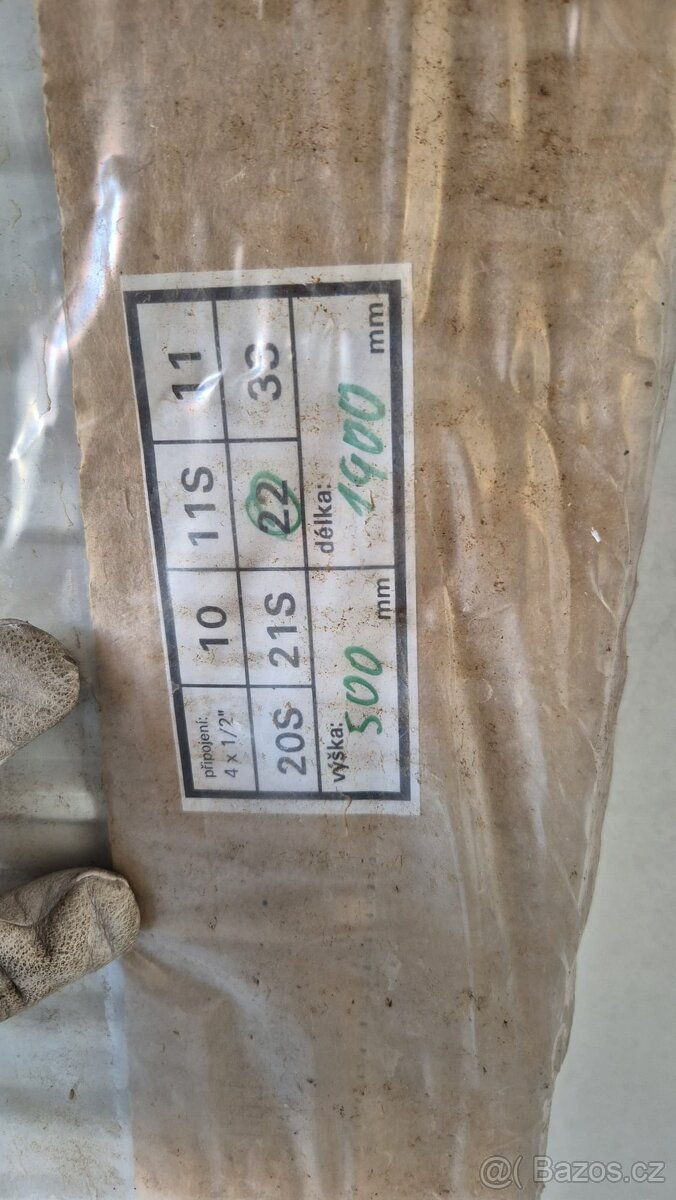 připojení:
4 x 1/2"
10
11S
11
20S
21S
22
33
výška:
500 mm
délka:
1400 mm
@( Bazos.cz